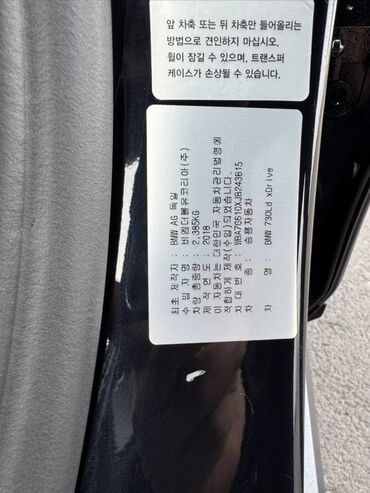 앞 차축 또는 뒤 차축만 들어올리는
방법으로 견인하지 마십시오.
휠이 잠길 수 있으며, 트랜스퍼
케이스가 손상될 수 있습니다.
최초 제작자 : BMW AG 독일
수 입 자 명 : 비엠더블유코리아(주)
차량 총중량 : 2,385KG
제 작 연 도 : 2018
이 자동차는 대한민국 자동차관리법령에
적합하게 제작(수입)되었습니다.
차 대 번 호 : WBA7G610XJB243815
차 종 : 승용자동차
차 명 : BMW 730Ld xDrive